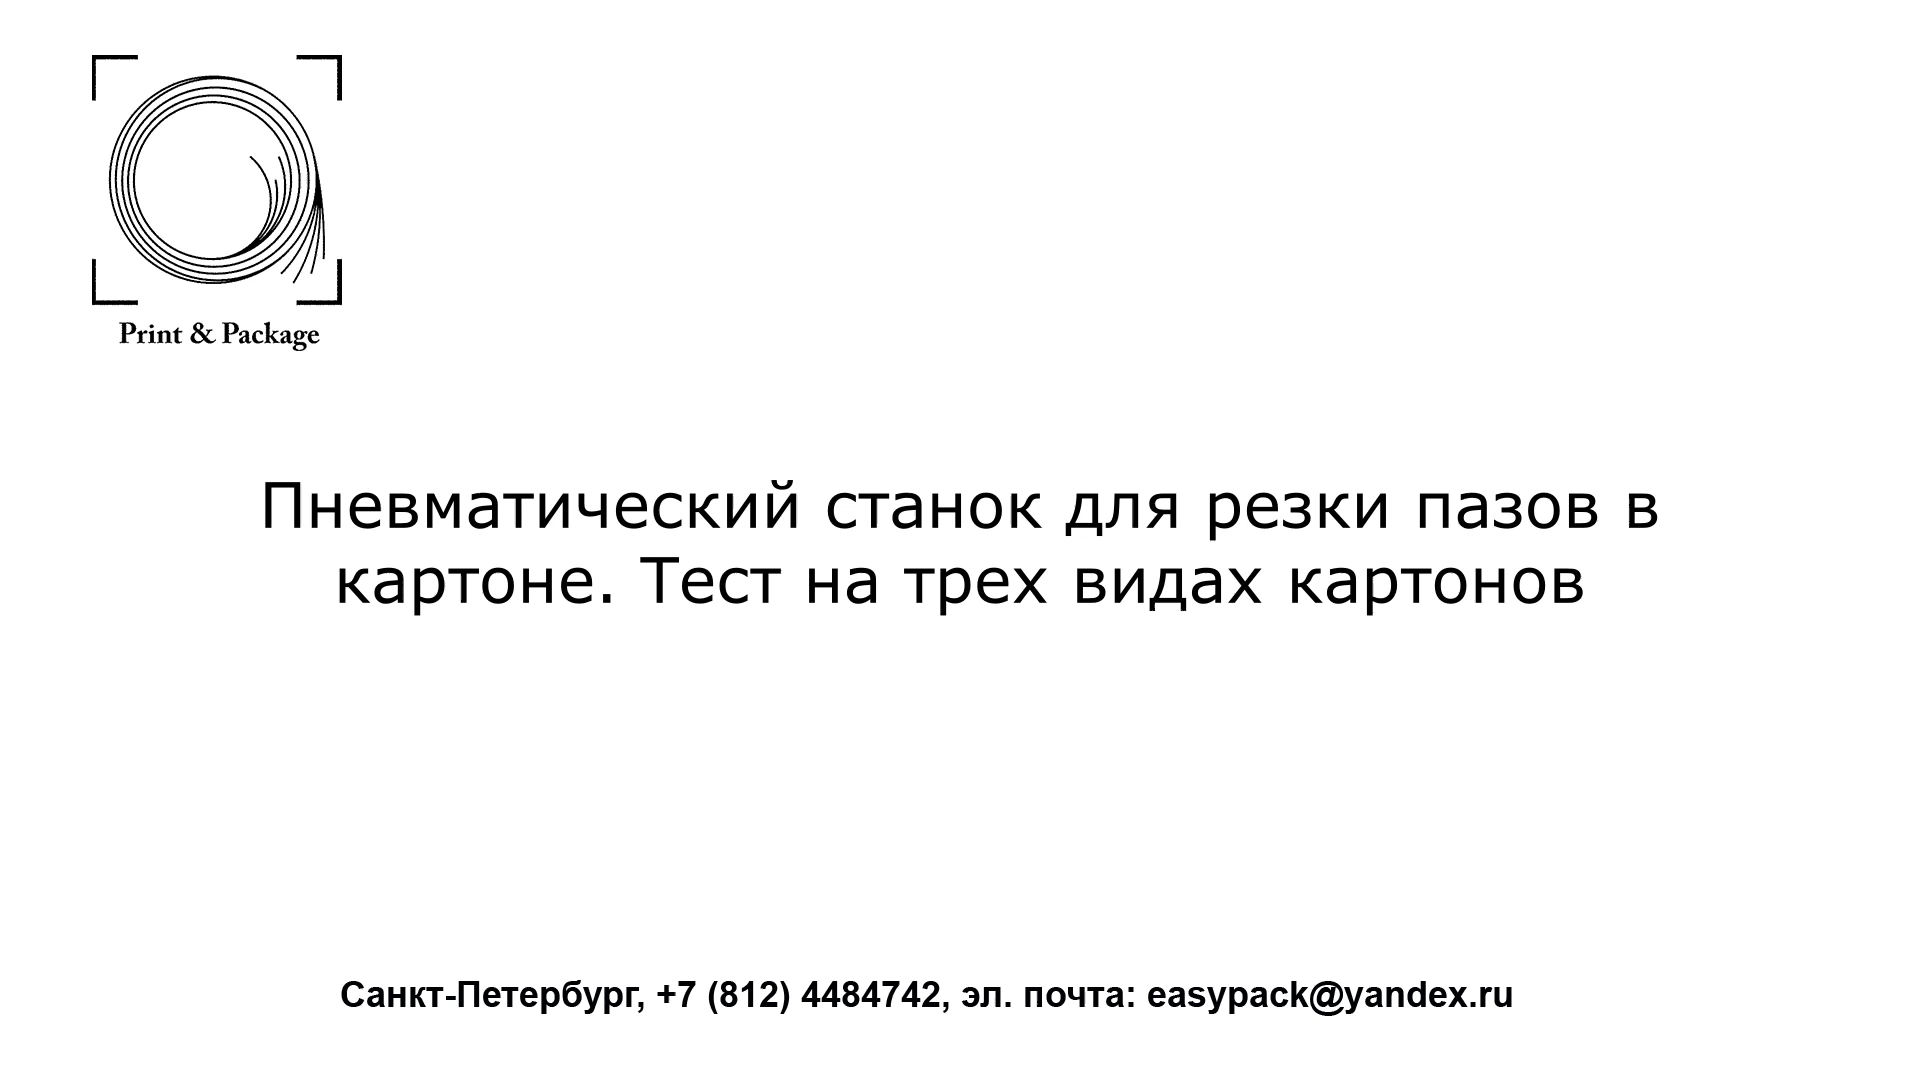 Print & Package
Пневматический станок для резки пазов в
картоне. Тест на трех видах картонов
Санкт-Петербург, +7 (812) 4484742, эл. почта: easypack@yandex.ru